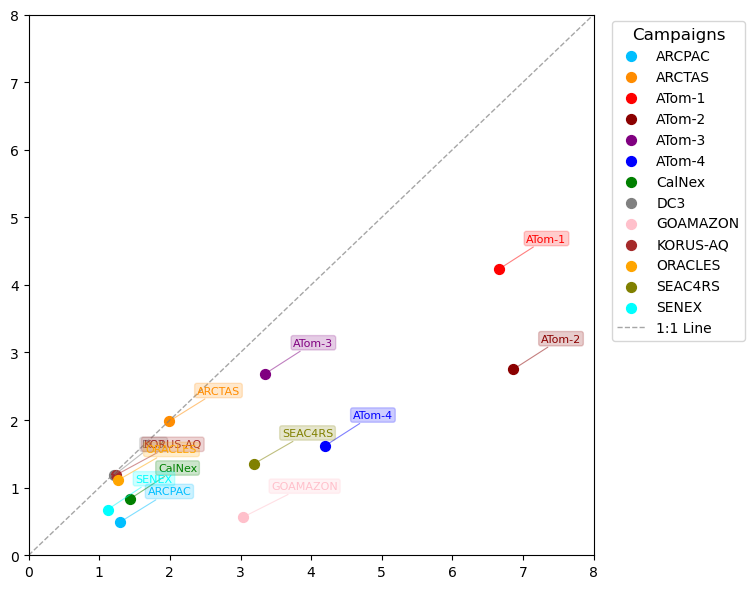 8
7
6
5
4
3
2
1
0
0 1 2 3 4 5 6 7 8
ATom-1
ATom-2
ATom-3
ARCTAS
ATom-4
SEAC4RS
KORUS-AQ
ORACLES
CalNex
SENEX
ARCPAC
GOAMAZON
Campaigns
ARCPAC
ARCTAS
ATom-1
ATom-2
ATom-3
ATom-4
CalNex
DC3
GOAMAZON
KORUS-AQ
ORACLES
SEAC4RS
SENEX
1:1 Line